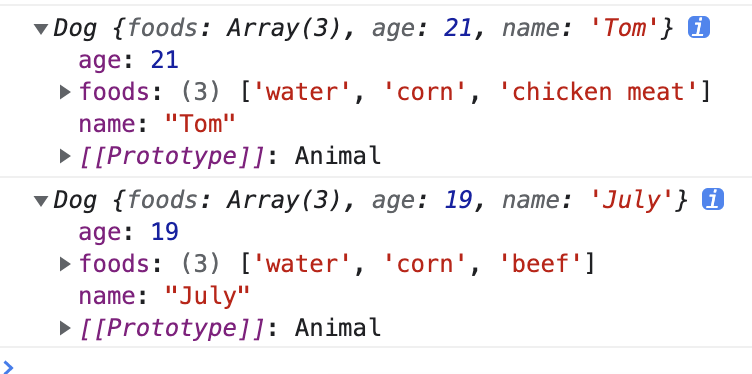 Dog {foods: Array(3), age: 21, name: 'Tom'} i
age: 21
foods: (3) ['water', 'corn', 'chicken meat']
name: "Tom"
[[Prototype]]: Animal
Dog {foods: Array(3), age: 19, name: 'July'} i
age: 19
foods: (3) ['water', 'corn', 'beef']
name: "July"
[[Prototype]]: Animal